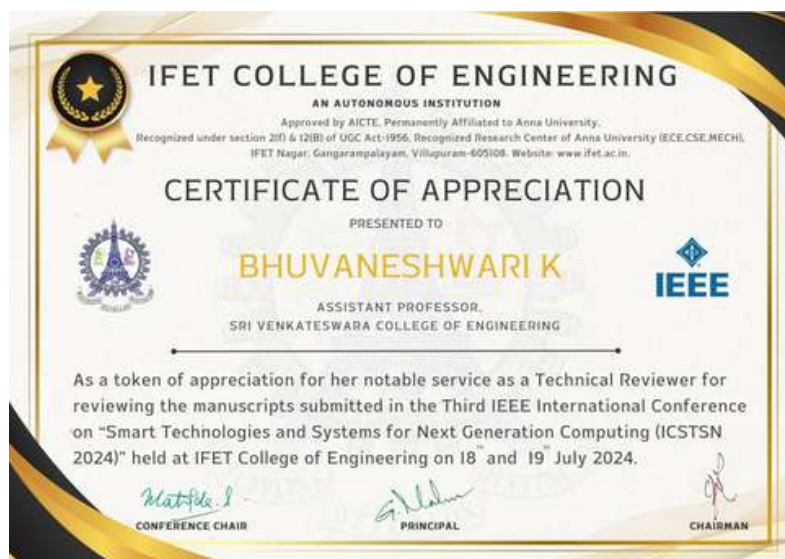 IFET COLLEGE OF ENGINEERING
AN AUTONOMOUS INSTITUTION
Approved by AICTE, Permanently Affiliated to Anna University.
Recognized under section 2(f) & 12(B) of UGC Act-1956, Recognized Research Center of Anna University (ECE,CSE,MECH),
IFET Nagar, Gangarampalayam, Villupuram-605108. Website: www.ifet.ac.in.
CERTIFICATE OF APPRECIATION
PRESENTED TO
BHUVANESHWARI K
IEEE
ASSISTANT PROFESSOR,
SRI VENKATESWARA COLLEGE OF ENGINEERING
As a token of appreciation for her notable service as a Technical Reviewer for
reviewing the manuscripts submitted in the Third IEEE International Conference
on “Smart Technologies and Systems for Next Generation Computing (ICSTSN
2024)” held at IFET College of Engineering on 18th and 19th July 2024.
CONFERENCE CHAIR
PRINCIPAL
CHAIRMAN